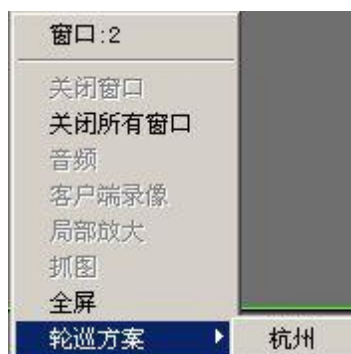 窗口:2
关闭窗口
关闭所有窗口
音频
客户端录像
局部放大
抓图
全屏
轮巡方案
杭州